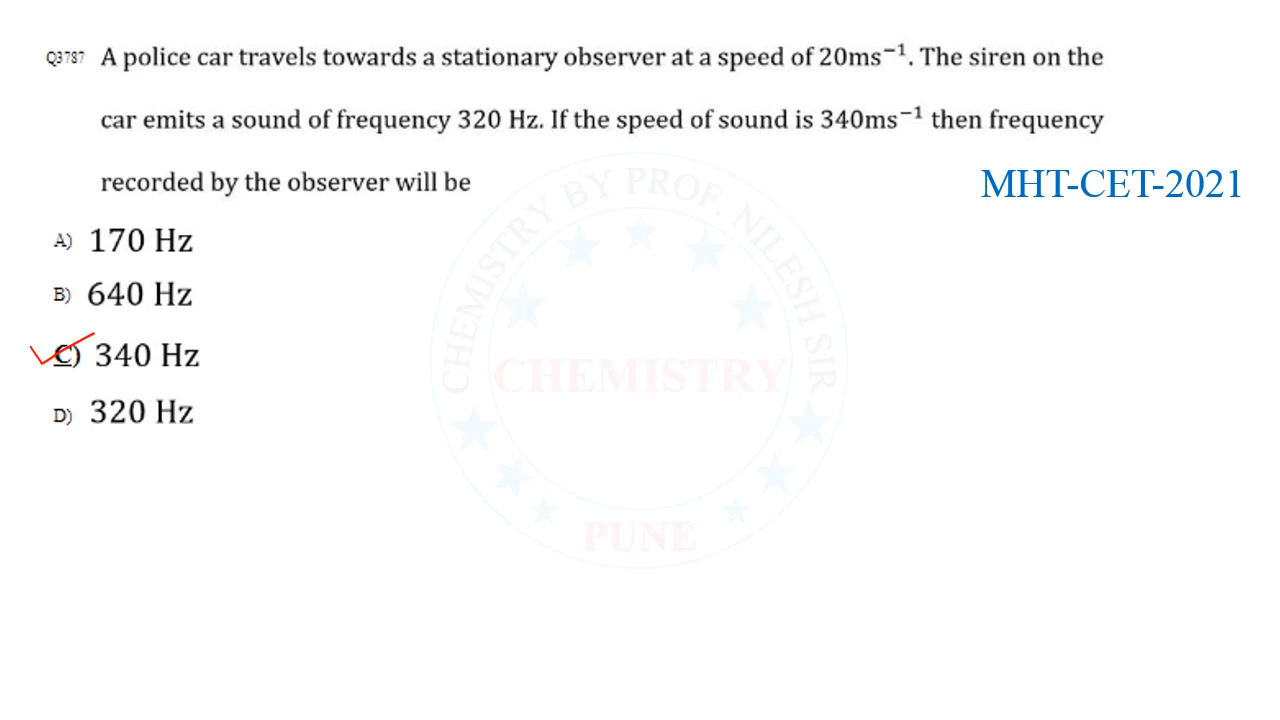 Q3787 A police car travels towards a stationary observer at a speed of 20ms⁻¹. The siren on the
car emits a sound of frequency 320 Hz. If the speed of sound is 340ms⁻¹ then frequency
recorded by the observer will be
MHT-CET-2021
A) 170 Hz
B) 640 Hz
C) 340 Hz
D) 320 Hz
CHEMISTRY BY PROF. NILESH SIR
CHEMISTRY
PUNE